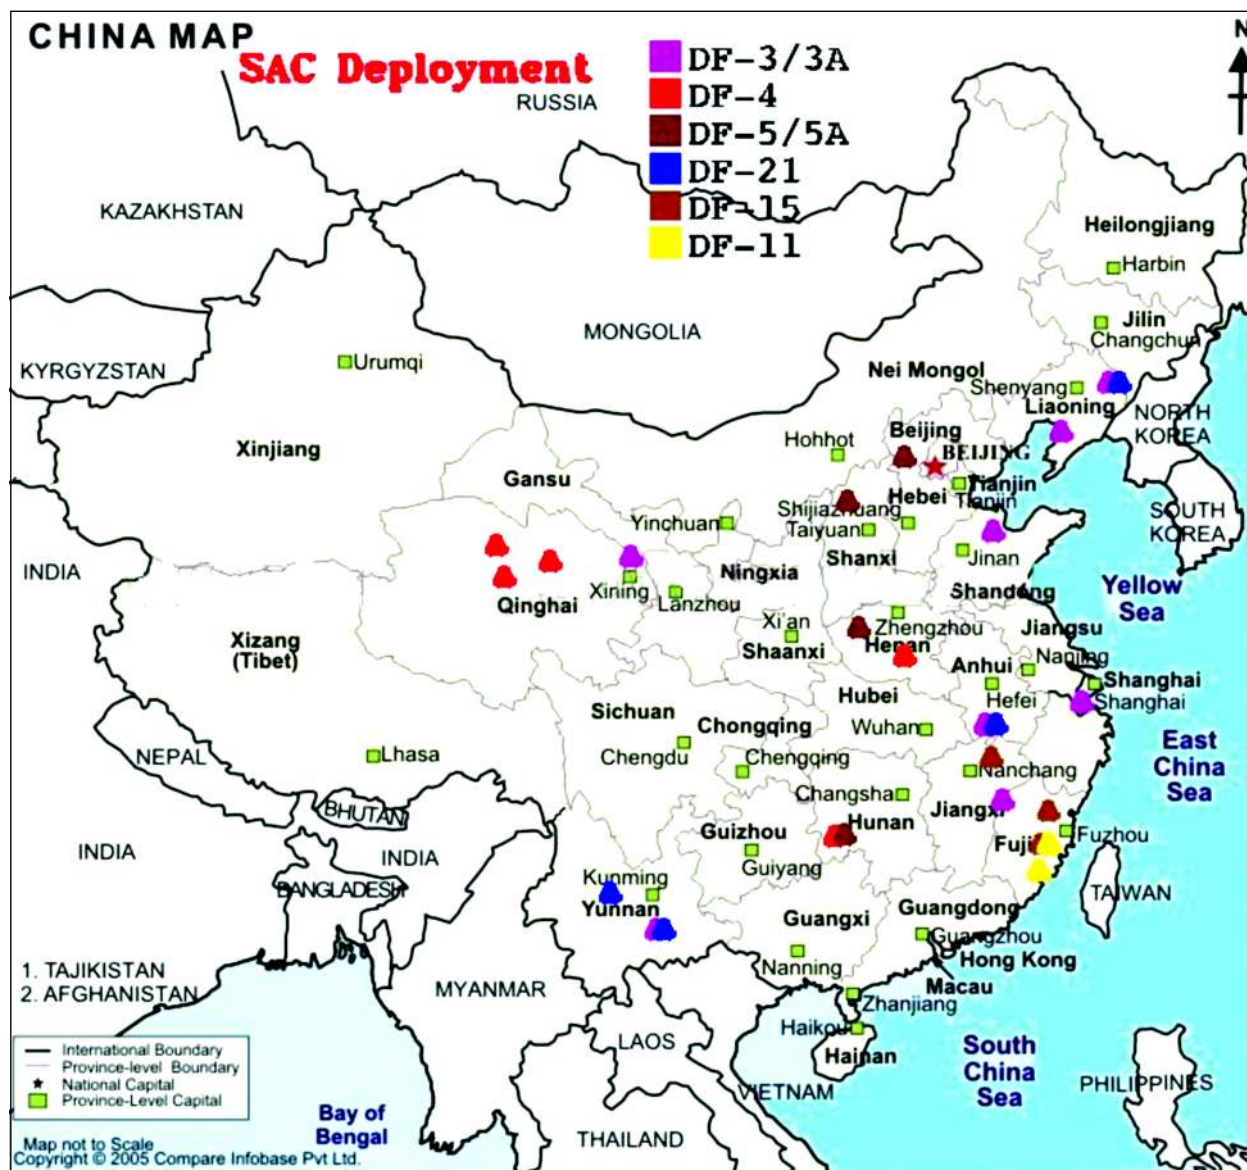 CHINA MAP
SAC Deployment
DF-3/3A
DF-4
DF-5/5A
DF-21
DF-15
DF-11
N
RUSSIA
KAZAKHSTAN
MONGOLIA
KYRGYZSTAN
Heilongjiang
Harbin
Jilin
Changchun
Urumqi
Nei Mongol
Shenyang
Liaoning
NORTH
KOREA
Xinjiang
Hohhot
Beijing
BEIJING
Gansu
Hebei
Tianjin
Tianjin
Shijiazhuang
Yinchuan
Taiyuan
SOUTH
KOREA
INDIA
Ningxia
Shanxi
Jinan
Shandong
Yellow
Sea
Xining
Lanzhou
Qinghai
Xizang
(Tibet)
Xi'an
Shaanxi
Zhengzhou
Henan
Jiangsu
Anhui
Nanjing
Shanghai
Shanghai
Hefei
Hubei
Sichuan
Chongqing
Wuhan
NEPAL
Lhasa
Chengdu
Chengqing
Nanchang
East
China
Sea
Changsha
BHUTAN
Jiangxi
Hunan
Guizhou
Guiyang
Fuji
Fuzhou
INDIA
INDIA
BANGLADESH
Kunming
Yunnan
TAIWAN
Guangxi
Guangdong
Guangzhou
Hong Kong
Nanning
Macau
1. TAJIKISTAN
2. AFGHANISTAN
MYANMAR
Zhanjiang
Haikou
Hainan
LAOS
South
China
Sea
VIETNAM
PHILIPPINES
International Boundary
Province-level Boundary
National Capital
Province-Level Capital
Bay of
Bengal
THAILAND
Map not to Scale
Copyright © 2005 Compare Infobase Pvt Ltd.